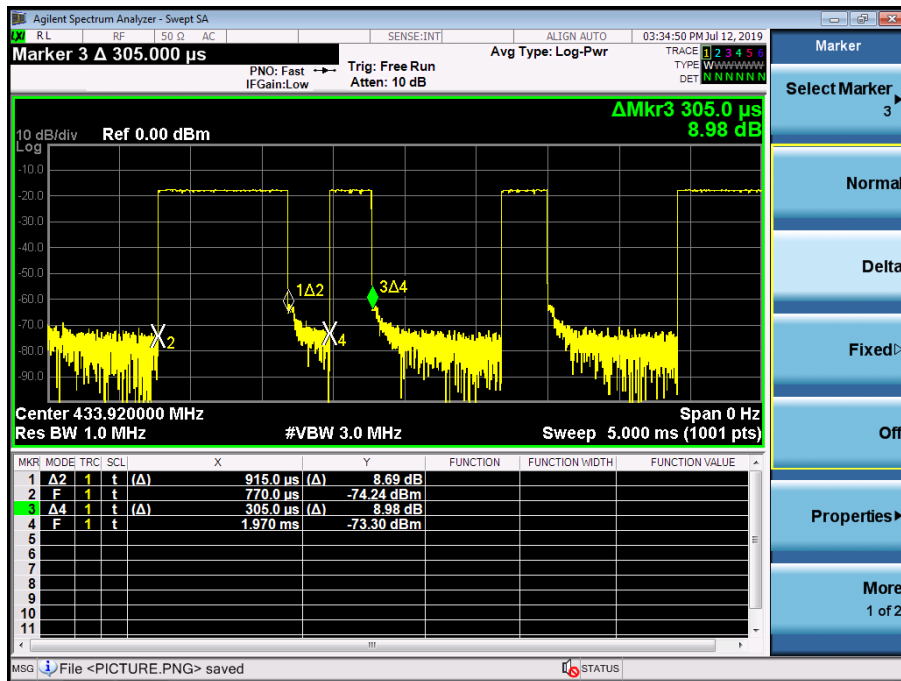 Agilent Spectrum Analyzer - Swept SA
LXI RL RF 50 Ω AC SENSE:INT ALIGN AUTO 03:34:50 PM Jul 12, 2019
Marker 3 Δ 305.000 µs
PNO: Fast
IFGain:Low
Trig: Free Run
Atten: 10 dB
Avg Type: Log-Pwr
TRACE 1 2 3 4 5 6
TYPE WWWWWW
DET N N N N N N
ΔMkr3 305.0 µs
8.98 dB
10 dB/div Ref 0.00 dBm
Log
-10.0
-20.0
-30.0
-40.0
-50.0
-60.0
-70.0
-80.0
-90.0
1Δ2
3Δ4
2
4
Center 433.920000 MHz Span 0 Hz
Res BW 1.0 MHz #VBW 3.0 MHz Sweep 5.000 ms (1001 pts)
MKR MODE TRC SCL X Y FUNCTION FUNCTION WIDTH FUNCTION VALUE
1 Δ2 1 t (Δ) 915.0 µs (Δ) 8.69 dB
2 F 1 t 770.0 µs -74.24 dBm
3 Δ4 1 t (Δ) 305.0 µs (Δ) 8.98 dB
4 F 1 t 1.970 ms -73.30 dBm
5
6
7
8
9
10
11
MSG File <PICTURE.PNG> saved STATUS
Marker
Select Marker
3
Normal
Delta
Fixed
Off
Properties
More
1 of 2